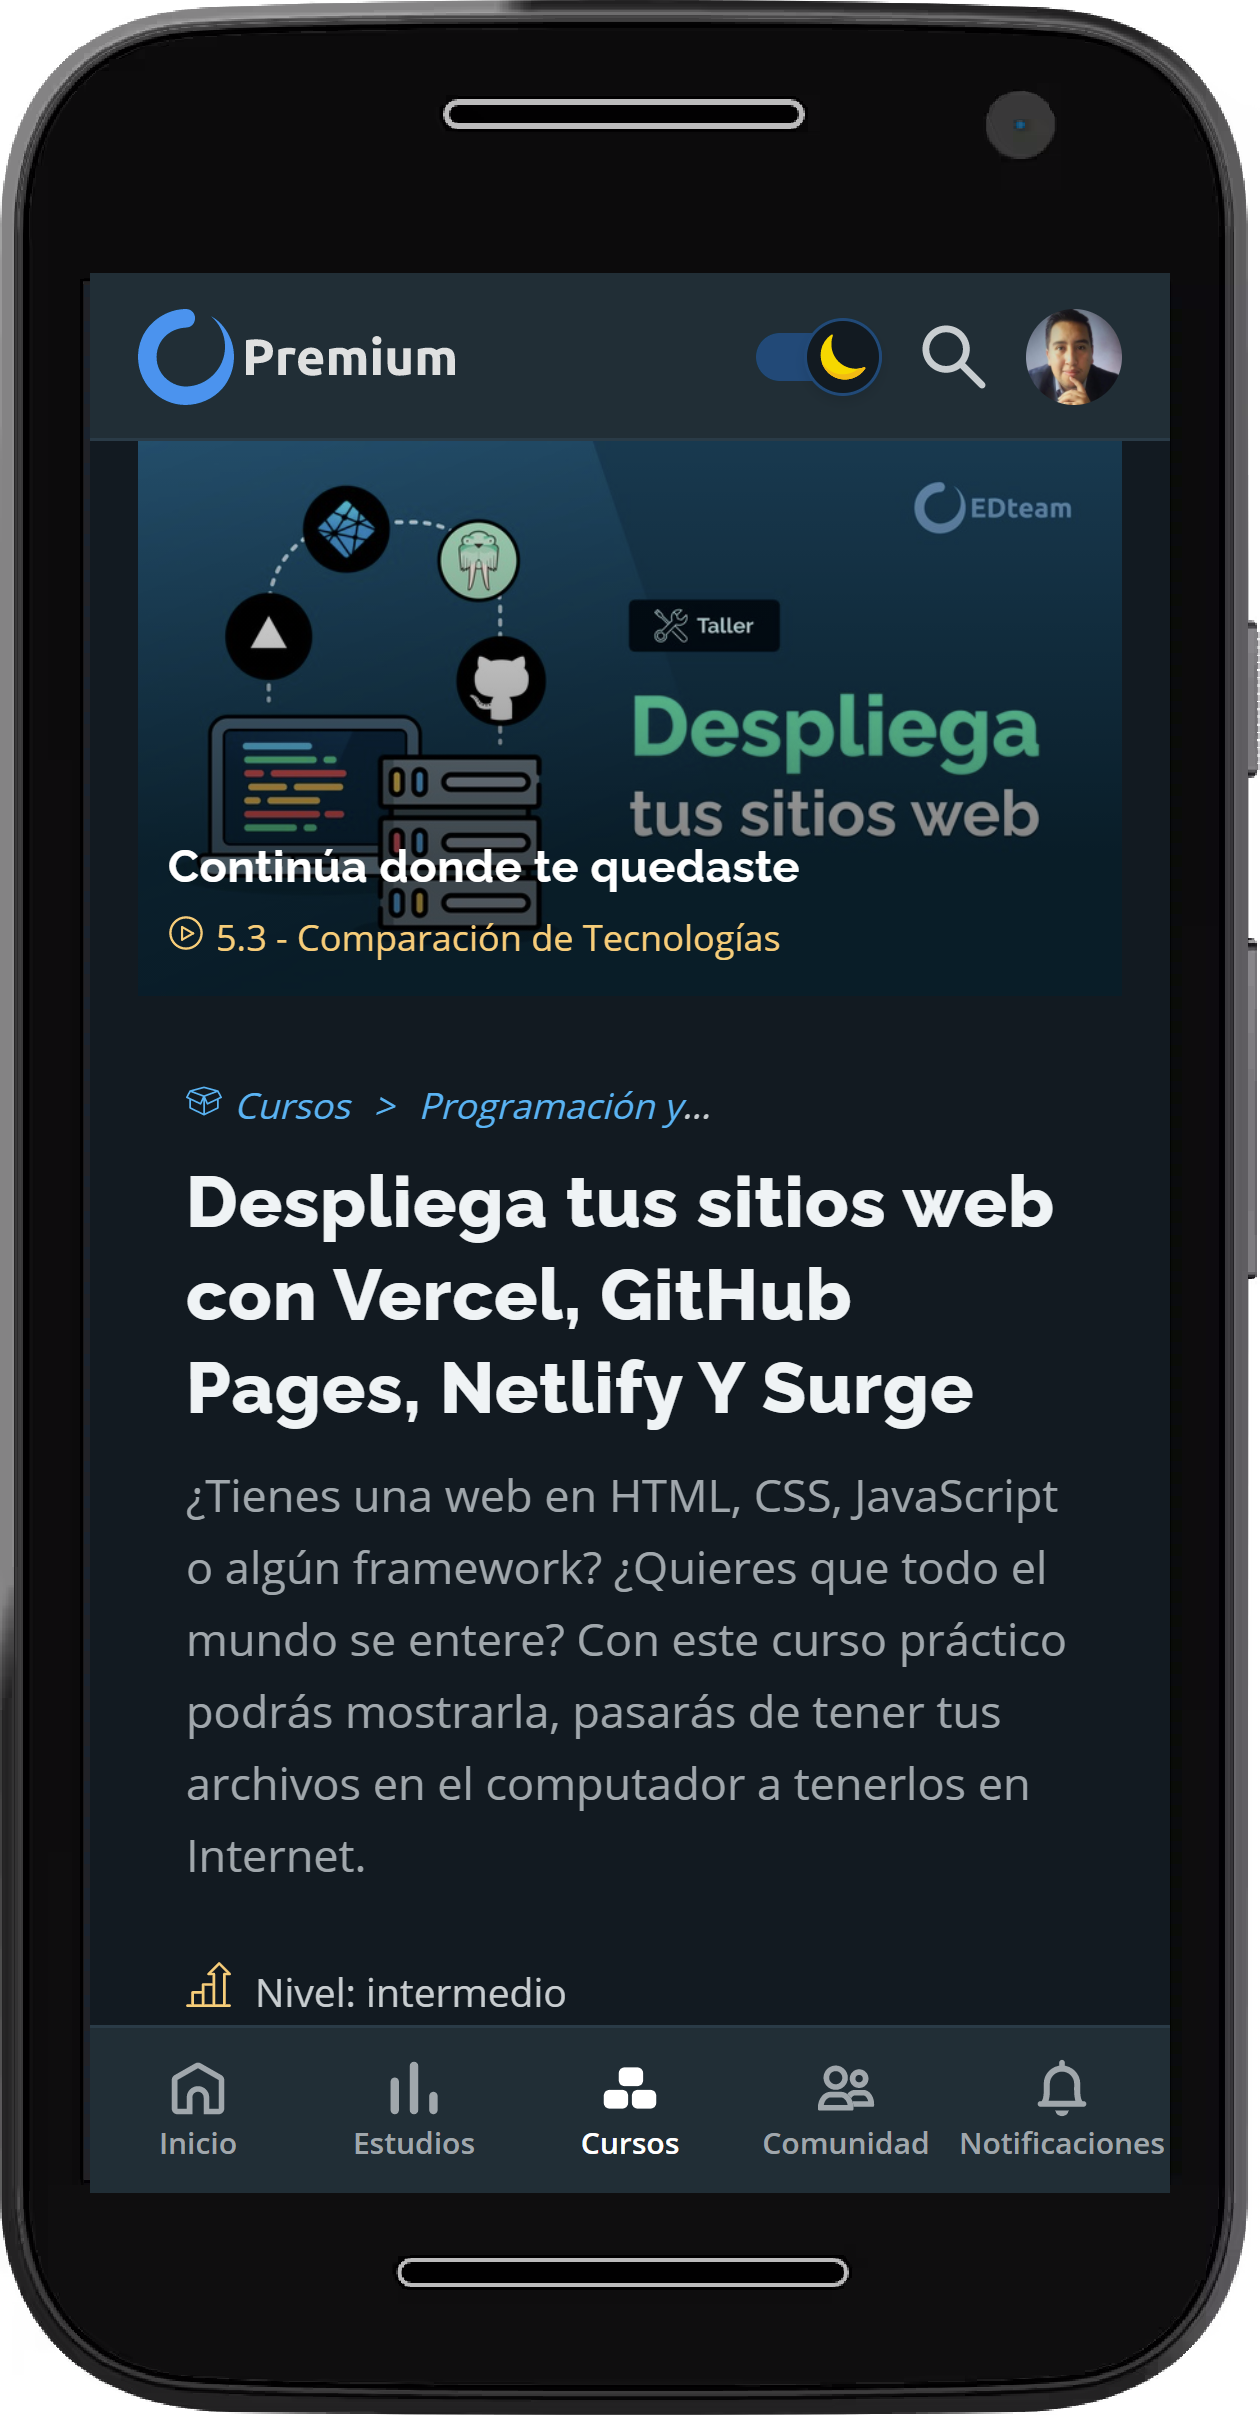 Premium
EDteam
Taller
Despliega
tus sitios web
Continúa donde te quedaste
5.3 - Comparación de Tecnologías
Cursos > Programación y...
Despliega tus sitios web
con Vercel, GitHub
Pages, Netlify Y Surge
¿Tienes una web en HTML, CSS, JavaScript
o algún framework? ¿Quieres que todo el
mundo se entere? Con este curso práctico
podrás mostrarla, pasarás de tener tus
archivos en el computador a tenerlos en
Internet.
Nivel: intermedio
Inicio Estudios Cursos Comunidad Notificaciones